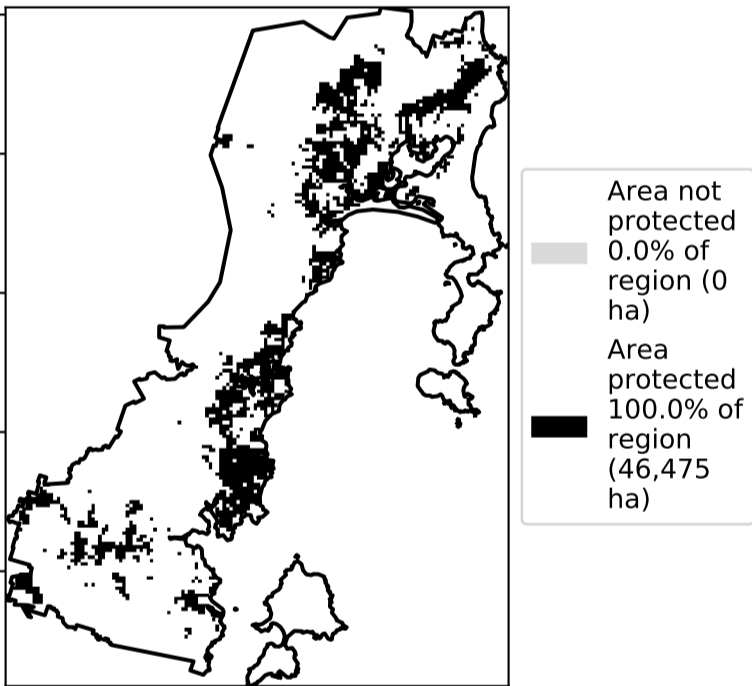 Area not
protected
0.0% of
region (0
ha)
Area
protected
100.0% of
region
(46,475
ha)